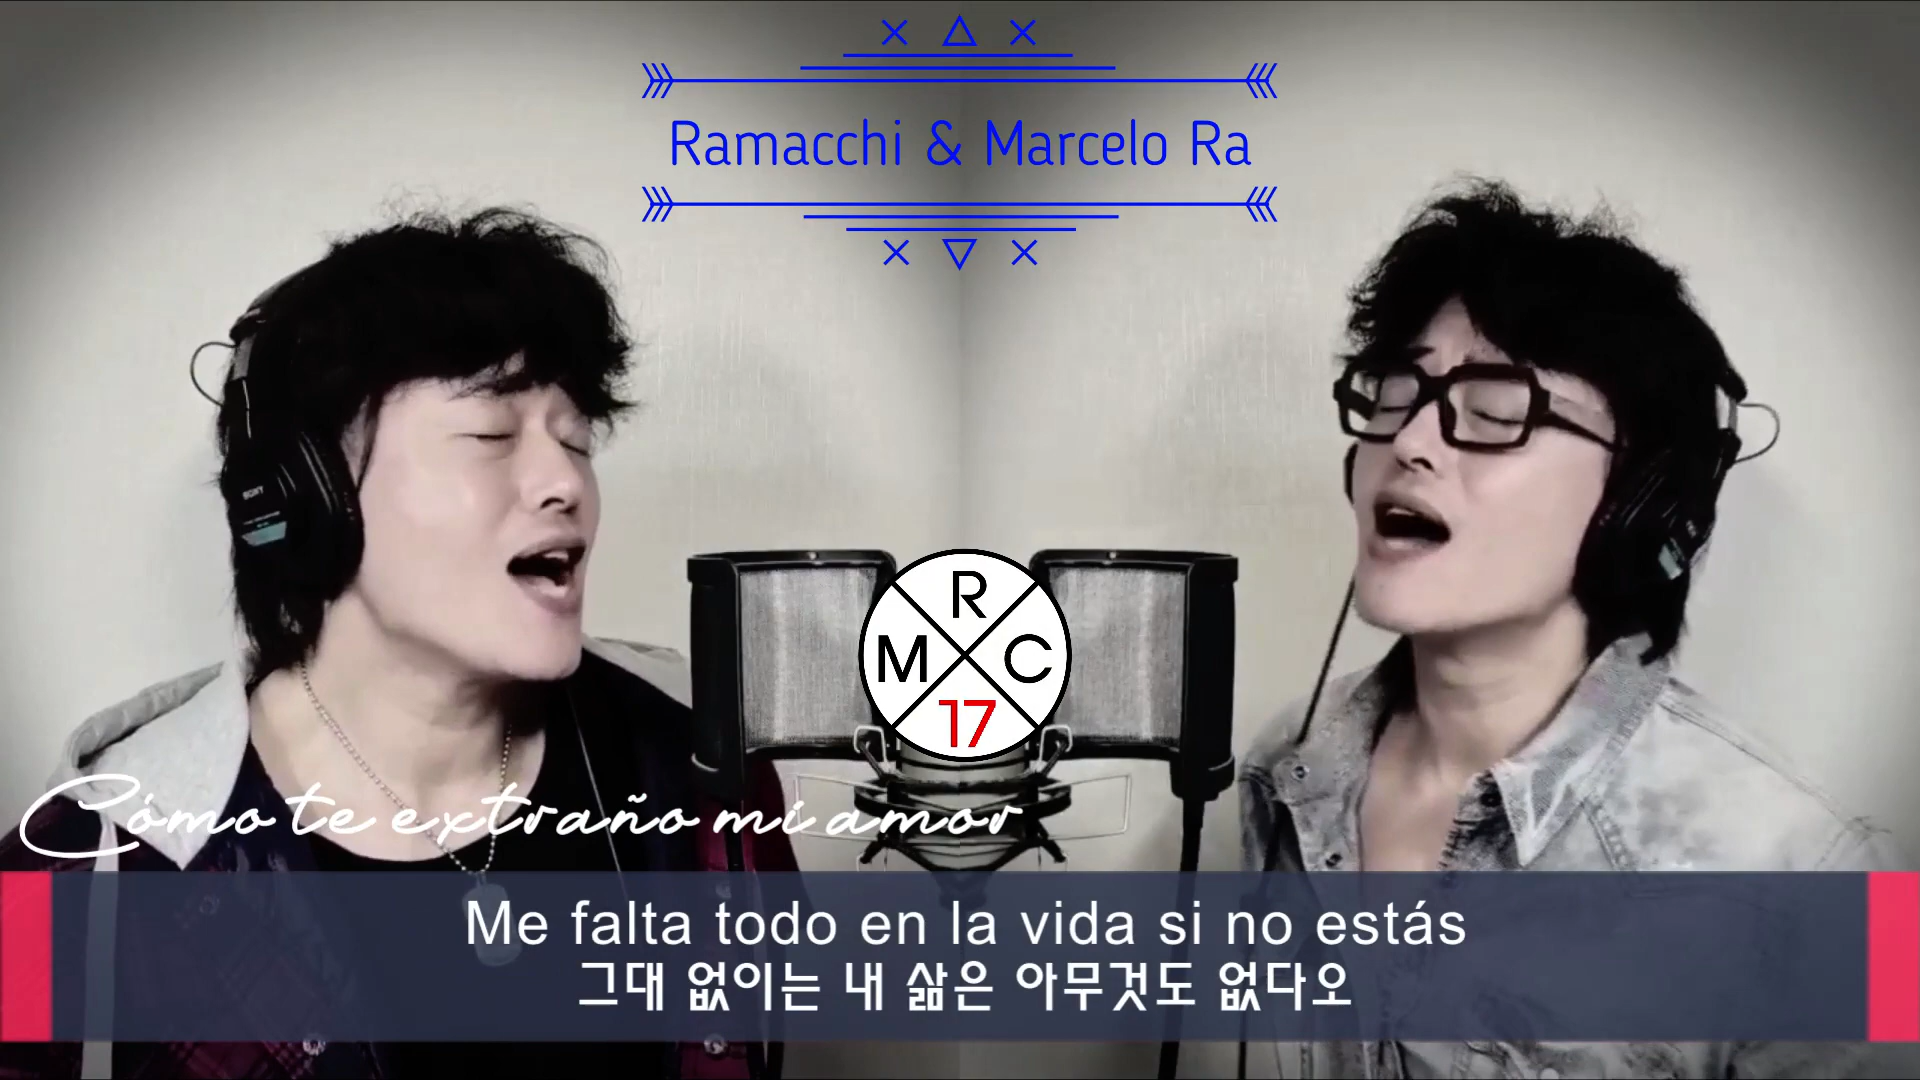 Ramacchi & Marcelo Ra
R
M C
17
SONY
Cómo te extraño mi amor
Me falta todo en la vida si no estás
그대 없이는 내 삶은 아무것도 없다오